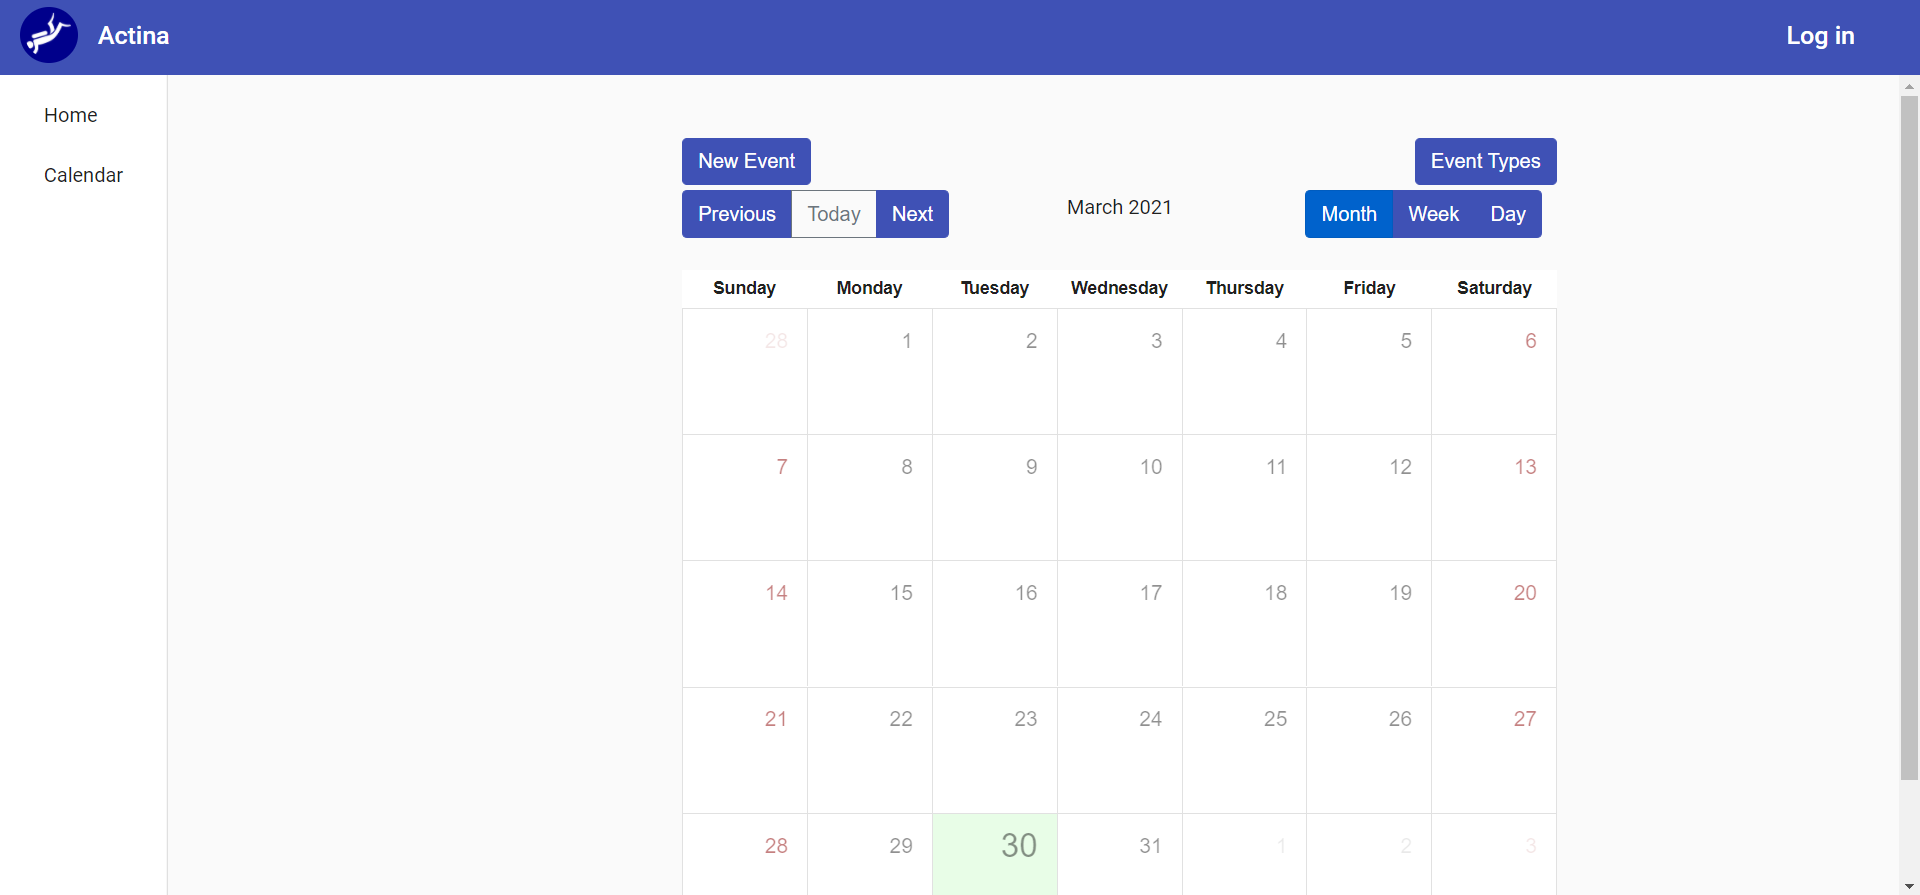 Actina
Log in
Home
Calendar
New Event
Event Types
Previous Today Next
March 2021
Month Week Day
Sunday Monday Tuesday Wednesday Thursday Friday Saturday
28 1 2 3 4 5 6
7 8 9 10 11 12 13
14 15 16 17 18 19 20
21 22 23 24 25 26 27
28 29 30 31 1 2 3